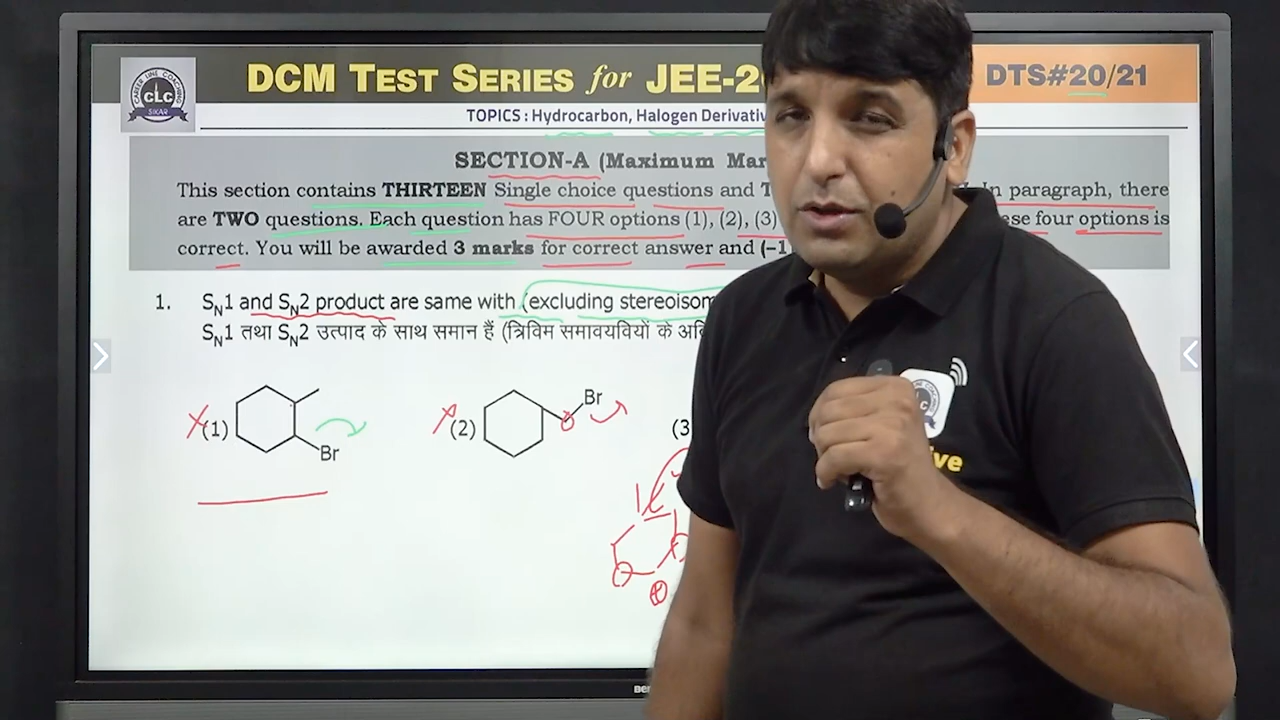 DCM TEST SERIES for JEE-2
DTS#20/21
CLC
SIKAR
TOPICS : Hydrocarbon, Halogen Derivativ
SECTION-A (Maximum Mar
This section contains THIRTEEN Single choice questions and T In paragraph, there
are TWO questions. Each question has FOUR options (1), (2), (3) ese four options is
correct. You will be awarded 3 marks for correct answer and (–1
1. SN1 and SN2 product are same with (excluding stereoisom
SN1 तथा SN2 उत्पाद के साथ समान हैं (त्रिविम समावयवियों के अ
(1) Br
(2) Br
(3
ive